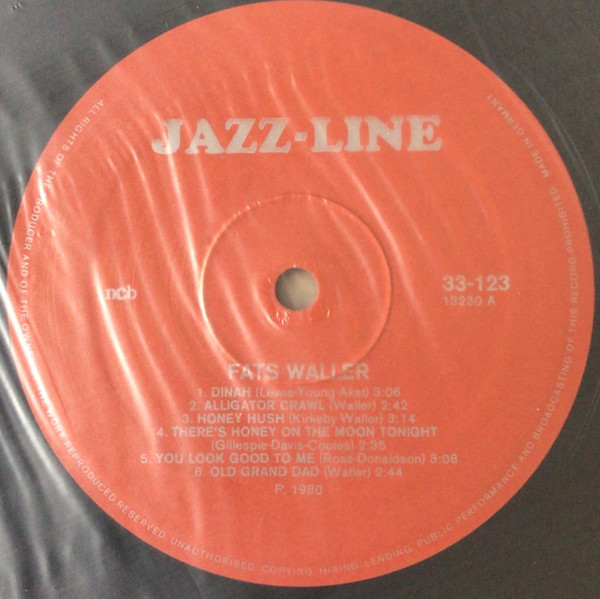 JAZZ-LINE
ncb
33-123
13230 A
FATS WALLER
1. DINAH (Lewis-Young-Akst) 3:06
2. ALLIGATOR CRAWL (Waller) 2:42
3. HONEY HUSH (Kirkeby-Waller) 3:14
4. THERE'S HONEY ON THE MOON TONIGHT
(Gillespie-Davis-Coutes) 2:35
5. YOU LOOK GOOD TO ME (Rose-Donaldson) 3:08
6. OLD GRAND DAD (Waller) 2:44
P. 1980
ALL RIGHTS OF THE PRODUCER AND OF THE OWNER OF THE WORK REPRODUCED RESERVED. UNAUTHORISED COPYING, HIRING, LENDING, PUBLIC PERFORMANCE AND BROADCASTING OF THIS RECORD PROHIBITED. MADE IN GERMANY